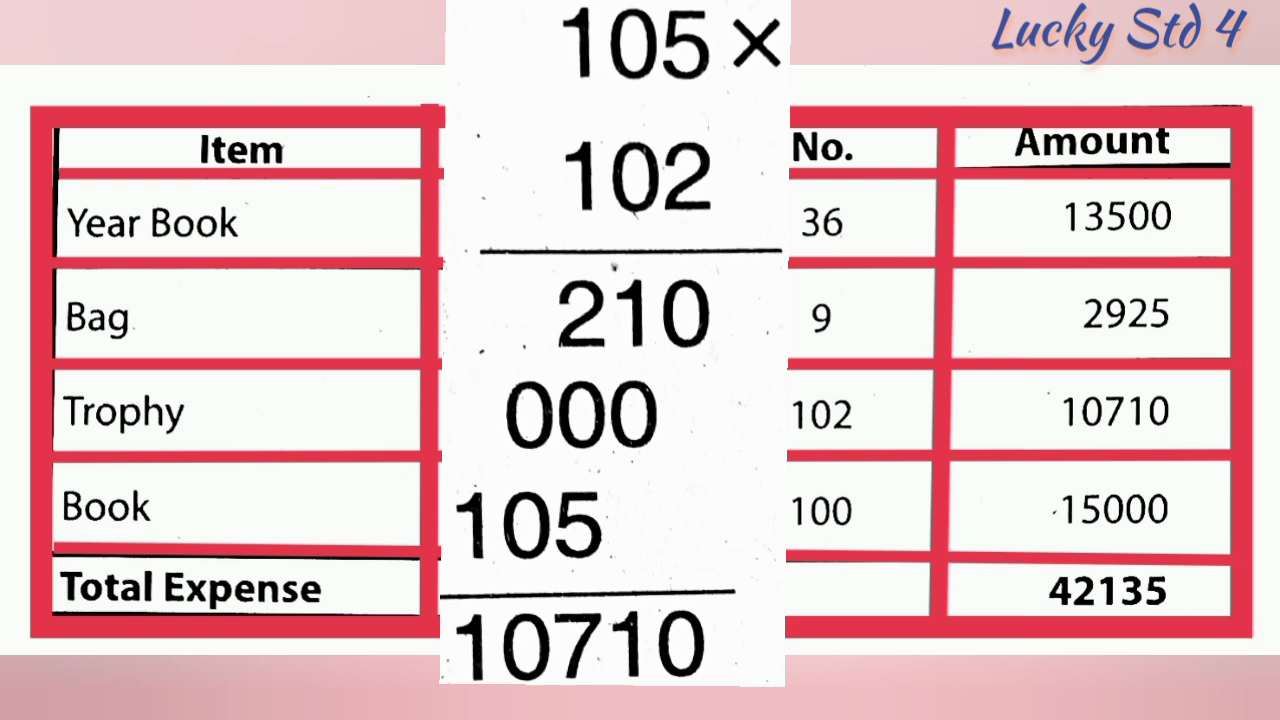 Lucky Std 4
105 ×
102
210
000
105
10710
Item No. Amount
Year Book 36 13500
Bag 9 2925
Trophy 102 10710
Book 100 15000
Total Expense 42135